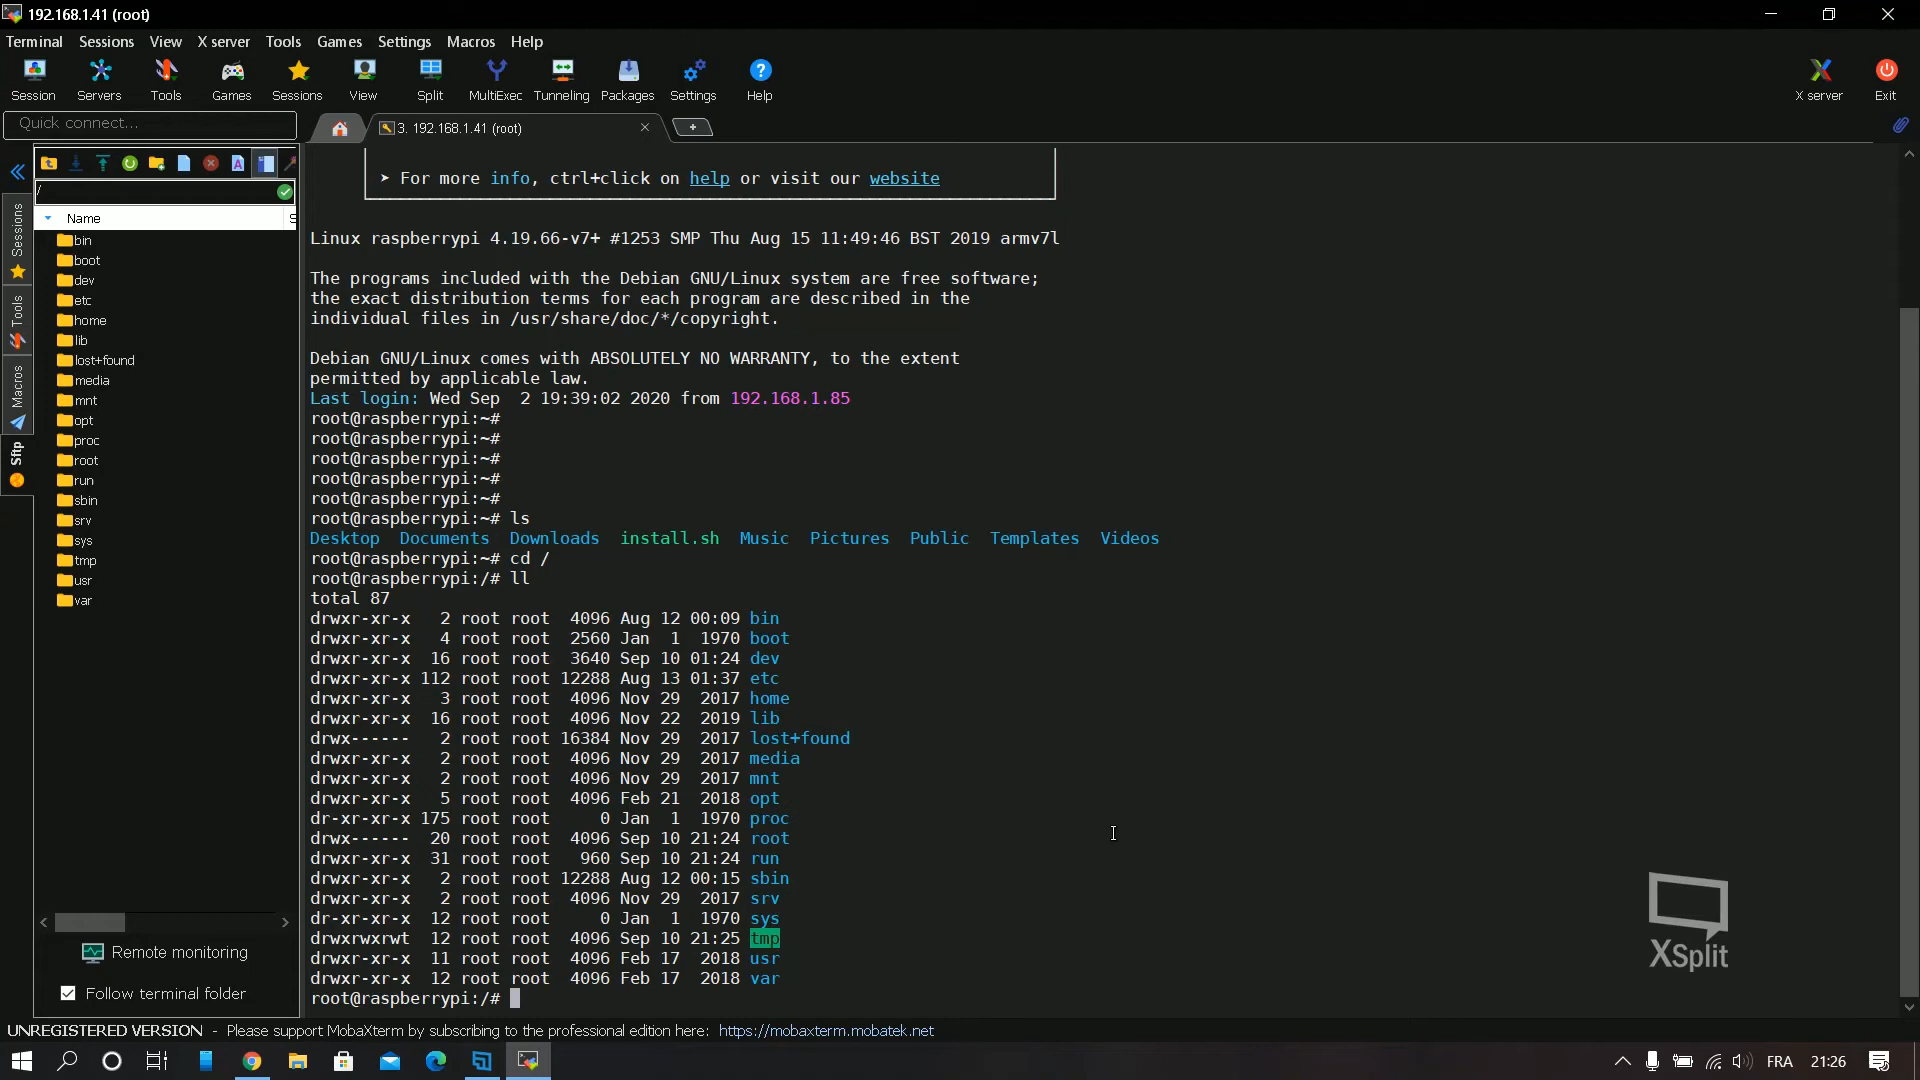 192.168.1.41 (root)
Terminal Sessions View X server Tools Games Settings Macros Help
Session Servers Tools Games Sessions View Split MultiExec Tunneling Packages Settings Help X server Exit
Quick connect...
3. 192.168.1.41 (root)
/
Name S
bin
boot
dev
etc
home
lib
lost+found
media
mnt
opt
proc
root
run
sbin
srv
sys
tmp
usr
var
Sessions
Tools
Macros
Sftp
Remote monitoring
Follow terminal folder
➤ For more info, ctrl+click on help or visit our website
Linux raspberrypi 4.19.66-v7+ #1253 SMP Thu Aug 15 11:49:46 BST 2019 armv7l
The programs included with the Debian GNU/Linux system are free software;
the exact distribution terms for each program are described in the
individual files in /usr/share/doc/*/copyright.
Debian GNU/Linux comes with ABSOLUTELY NO WARRANTY, to the extent
permitted by applicable law.
Last login: Wed Sep  2 19:39:02 2020 from 192.168.1.85
root@raspberrypi:~#
root@raspberrypi:~#
root@raspberrypi:~#
root@raspberrypi:~#
root@raspberrypi:~#
root@raspberrypi:~# ls
Desktop  Documents  Downloads  install.sh  Music  Pictures  Public  Templates  Videos
root@raspberrypi:~# cd /
root@raspberrypi:/# ll
total 87
drwxr-xr-x   2 root root  4096 Aug 12 00:09 bin
drwxr-xr-x   4 root root  2560 Jan  1  1970 boot
drwxr-xr-x  16 root root  3640 Sep 10 01:24 dev
drwxr-xr-x 112 root root 12288 Aug 13 01:37 etc
drwxr-xr-x   3 root root  4096 Nov 29  2017 home
drwxr-xr-x  16 root root  4096 Nov 22  2019 lib
drwx------   2 root root 16384 Nov 29  2017 lost+found
drwxr-xr-x   2 root root  4096 Nov 29  2017 media
drwxr-xr-x   2 root root  4096 Nov 29  2017 mnt
drwxr-xr-x   5 root root  4096 Feb 21  2018 opt
dr-xr-xr-x 175 root root     0 Jan  1  1970 proc
drwx------  20 root root  4096 Sep 10 21:24 root
drwxr-xr-x  31 root root   960 Sep 10 21:24 run
drwxr-xr-x   2 root root 12288 Aug 12 00:15 sbin
drwxr-xr-x   2 root root  4096 Nov 29  2017 srv
dr-xr-xr-x  12 root root     0 Jan  1  1970 sys
drwxrwxrwt  12 root root  4096 Sep 10 21:25 tmp
drwxr-xr-x  11 root root  4096 Feb 17  2018 usr
drwxr-xr-x  12 root root  4096 Feb 17  2018 var
root@raspberrypi:/#
XSplit
UNREGISTERED VERSION - Please support MobaXterm by subscribing to the professional edition here: https://mobaxterm.mobatek.net
FRA 21:26